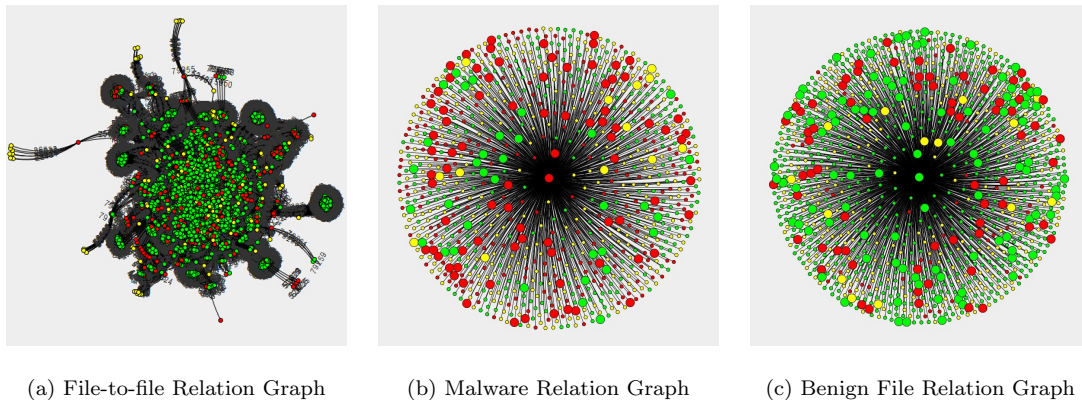 (a) File-to-file Relation Graph
(b) Malware Relation Graph
(c) Benign File Relation Graph